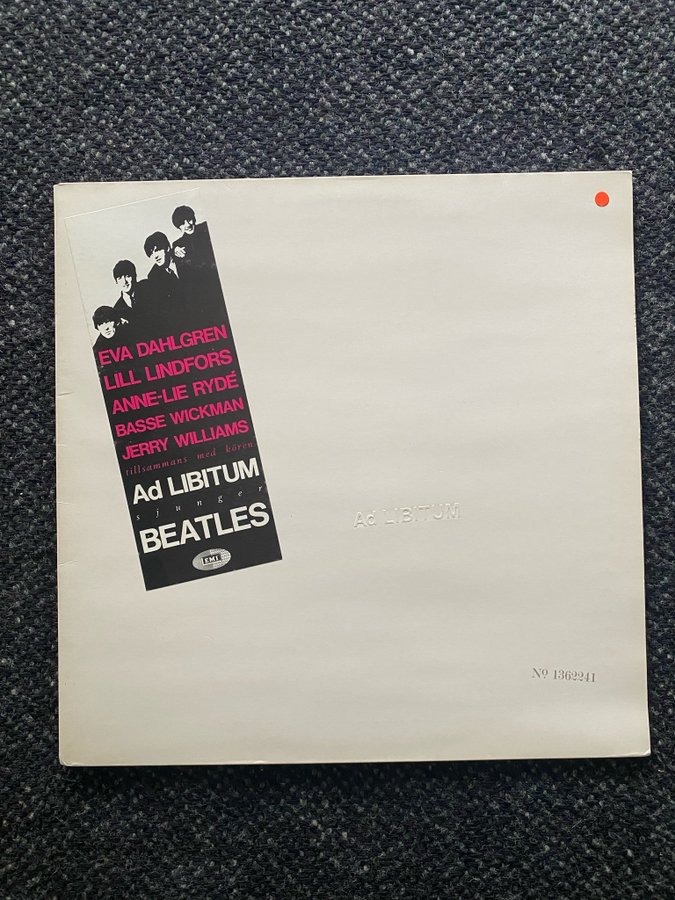 EVA DAHLGREN
LILL LINDFORS
ANNE-LIE RYDÉ
BASSE WICKMAN
JERRY WILLIAMS
tillsammans med kören
Ad LIBITUM
sjunger
BEATLES
EMI
Ad LIBITUM
Nº 1362241